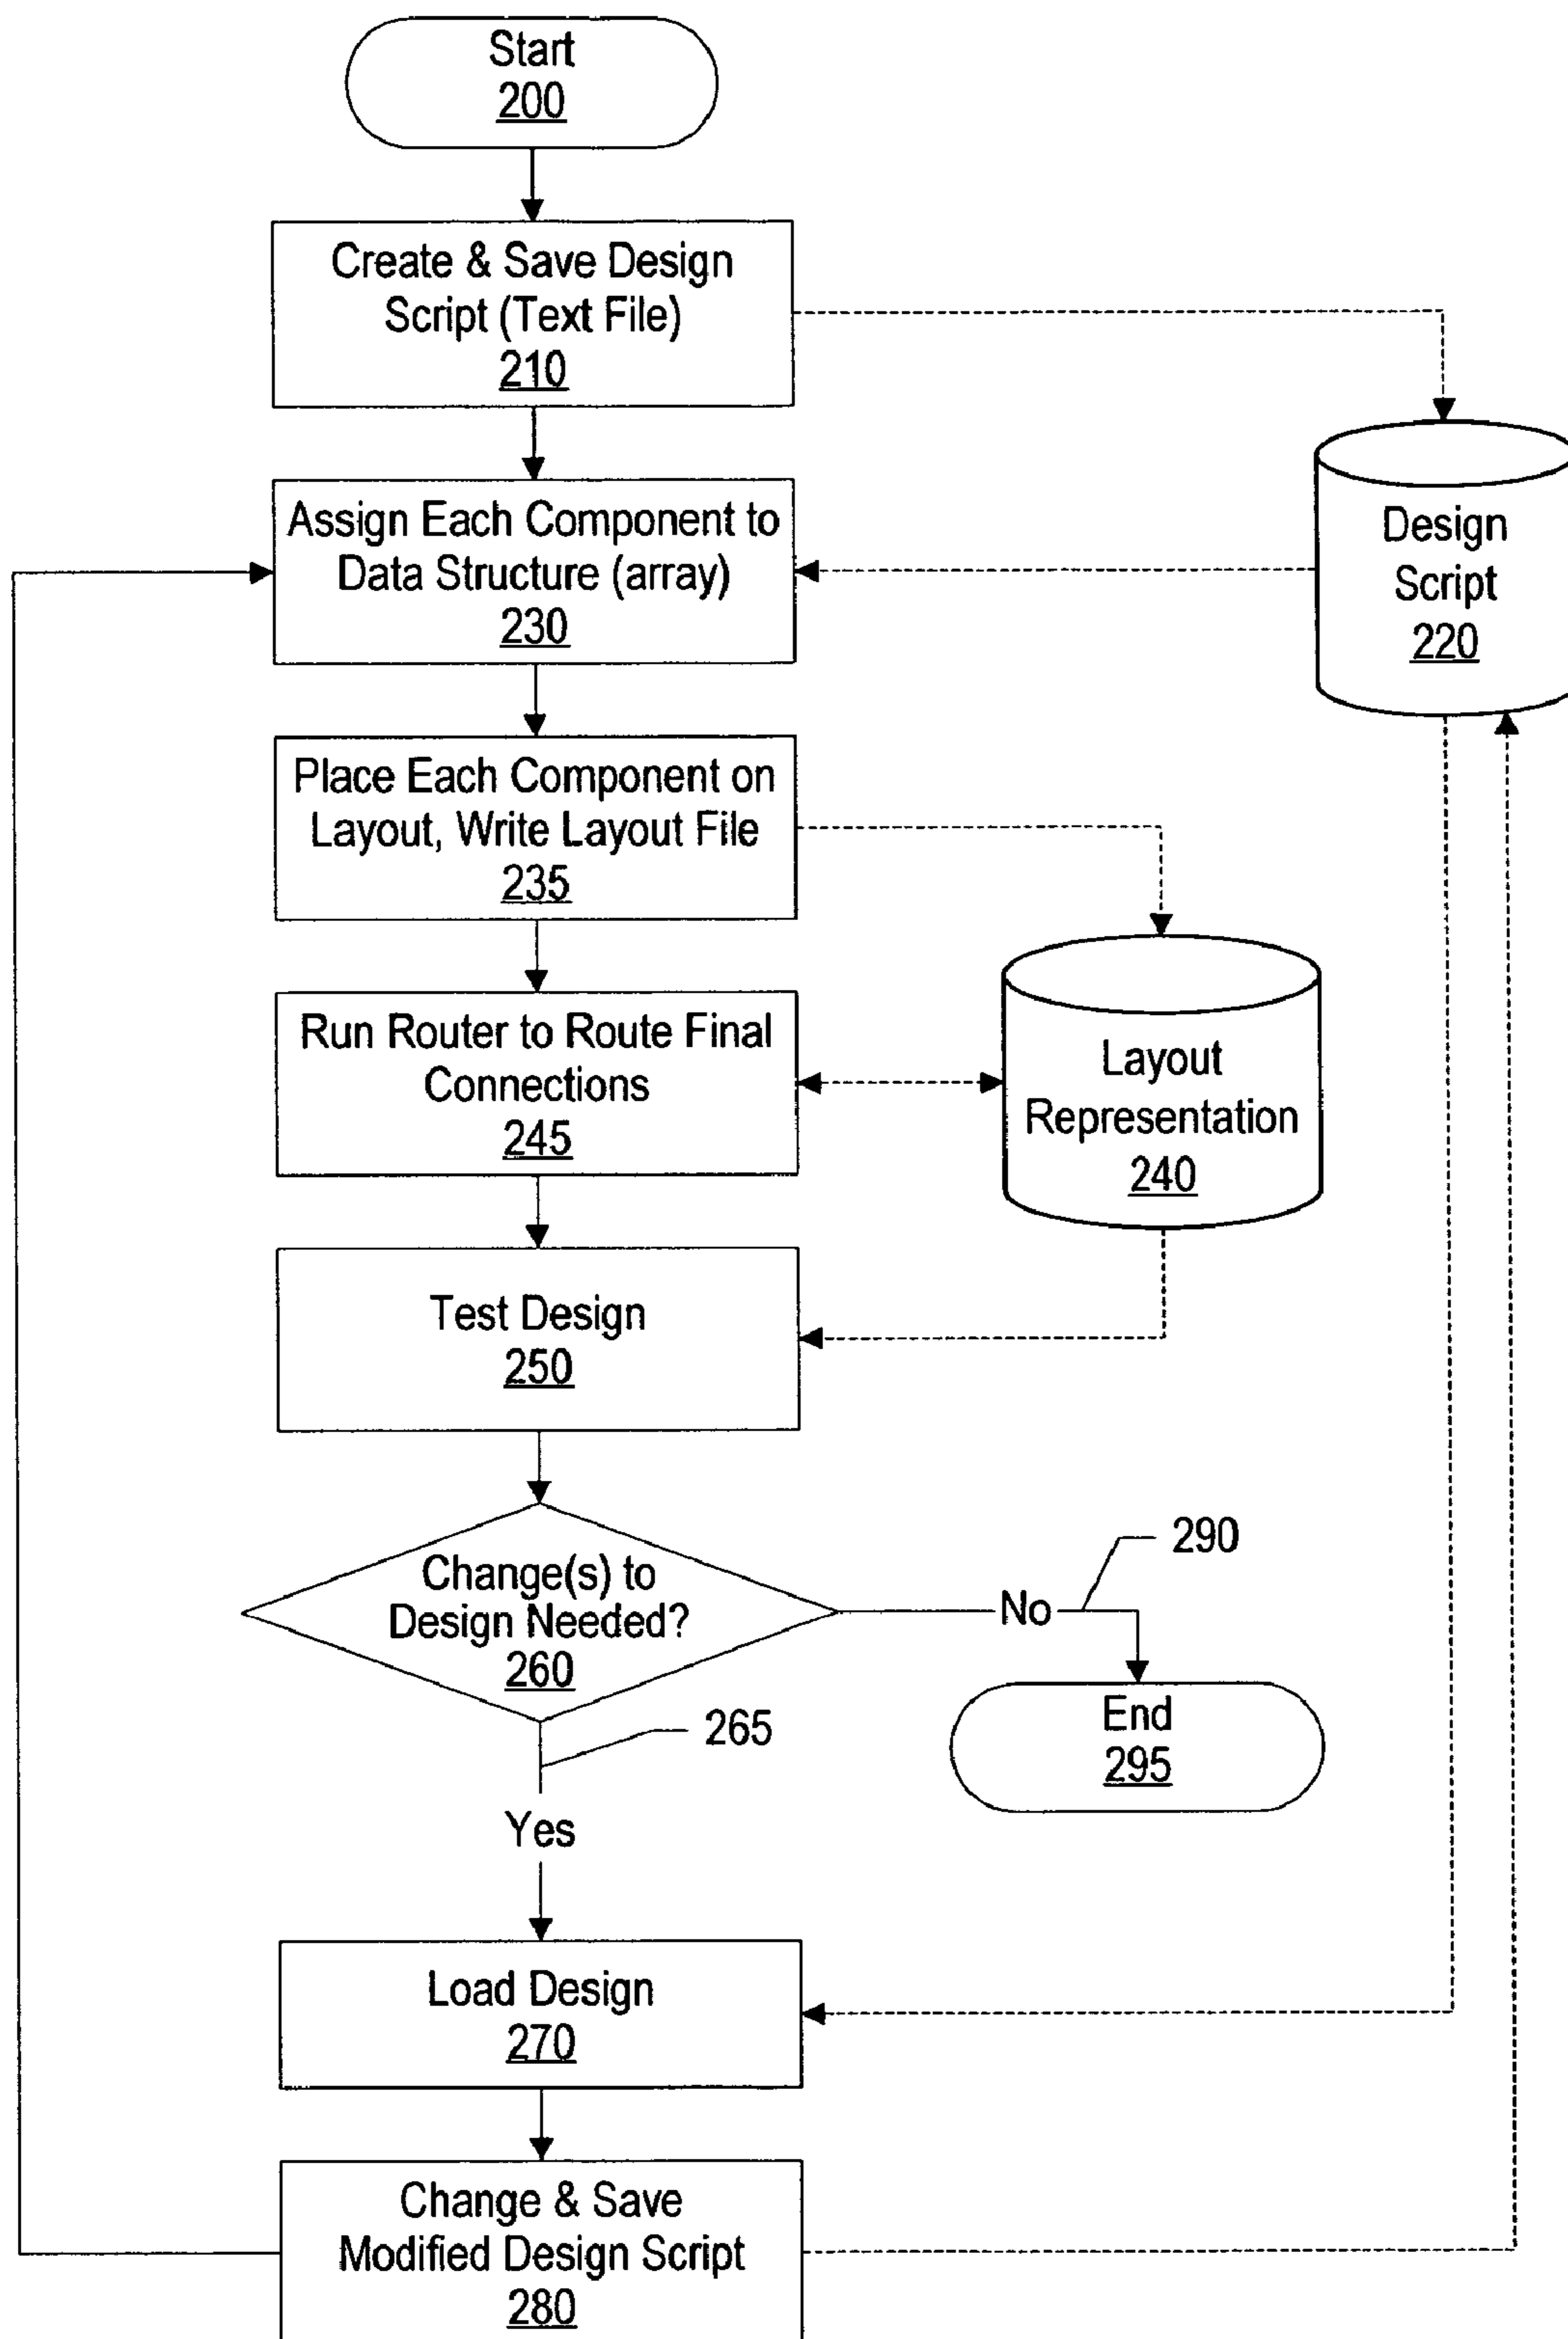 Start
200
Create & Save Design
Script (Text File)
210
Assign Each Component to
Data Structure (array)
230
Design
Script
220
Place Each Component on
Layout, Write Layout File
235
Run Router to Route Final
Connections
245
Layout
Representation
240
Test Design
250
Change(s) to
Design Needed?
260
No
290
End
295
265
Yes
Load Design
270
Change & Save
Modified Design Script
280